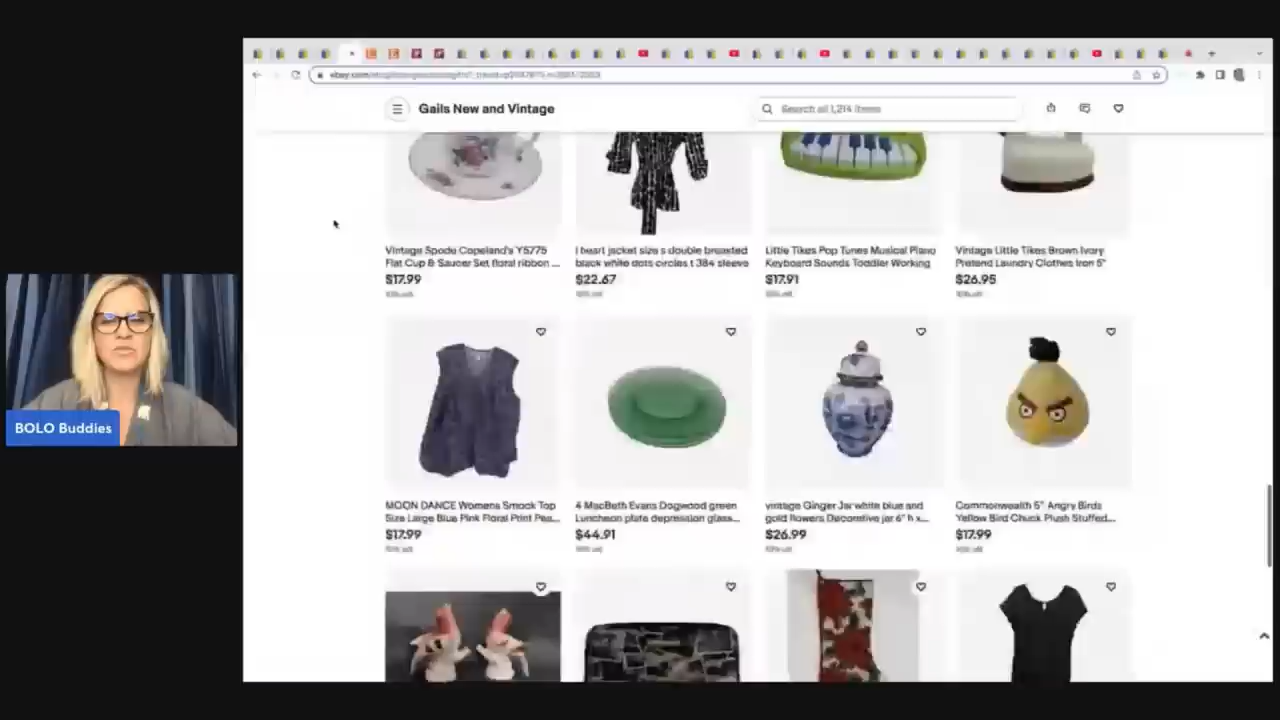 Gails New and Vintage
Search all 1,214 items
Vintage Spode Copeland's Y5775
Flat Cup & Saucer Set floral ribbon ...
$17.99
I heart jacket size s double breasted
black white dots circles t 384 sleeve
$22.67
Little Tikes Pop Tunes Musical Piano
Keyboard Sounds Toddler Working
$17.91
Vintage Little Tikes Brown Ivory
Pretend Laundry Clothes Iron 5"
$26.95
BOLO Buddies
MOON DANCE Womens Smock Top
Size Large Blue Pink Floral Print Pea...
$17.99
4 MacBeth Evans Dogwood green
Luncheon plate depression glass...
$44.91
vintage Ginger Jar white blue and
gold flowers Decorative jar 6" h x...
$26.99
Commonwealth 5" Angry Birds
Yellow Bird Chuck Plush Stuffed...
$17.99